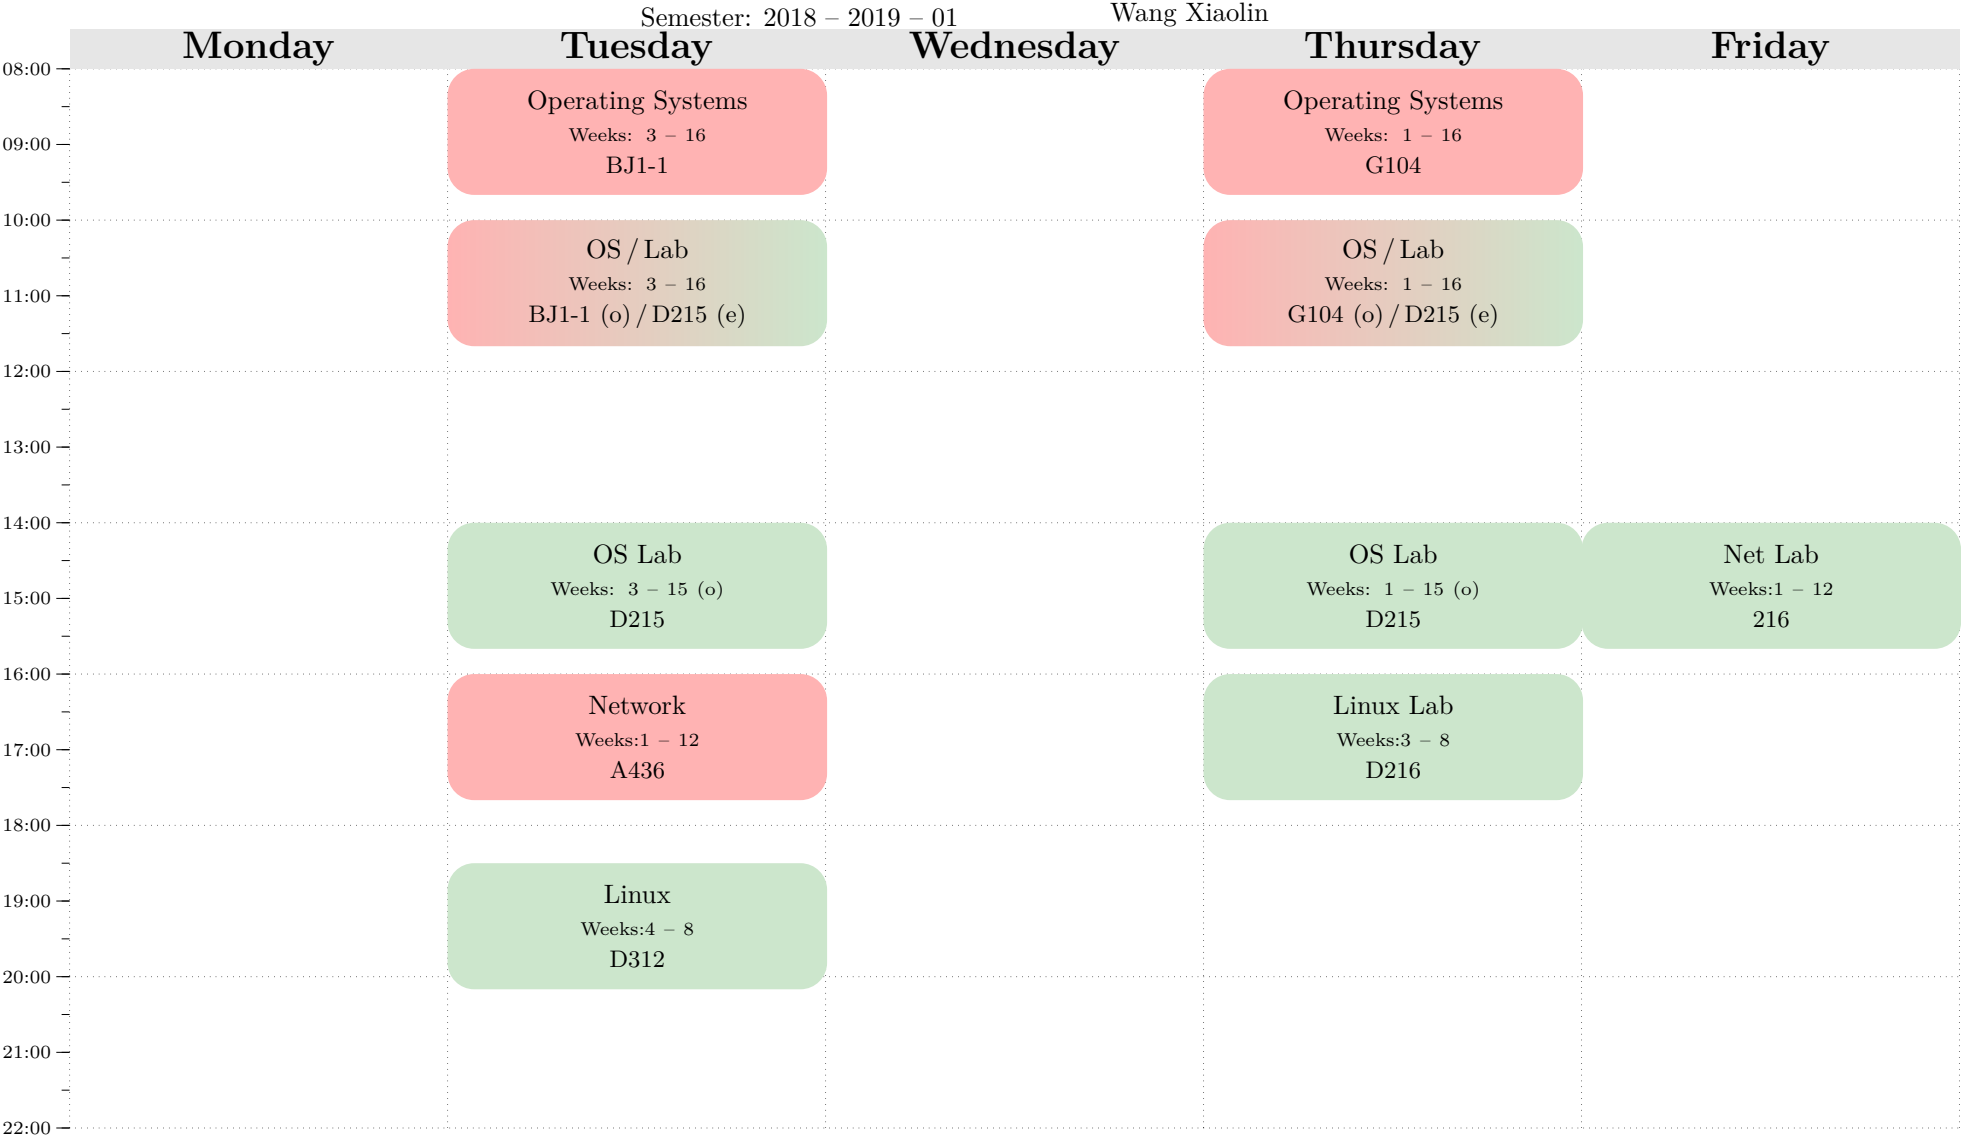 Semester: 2018 – 2019 – 01 Wang Xiaolin
Monday Tuesday Wednesday Thursday Friday
08:00
Operating Systems
Weeks: 3 – 16
BJ1-1
Operating Systems
Weeks: 1 – 16
G104
09:00
10:00
OS / Lab
Weeks: 3 – 16
BJ1-1 (o) / D215 (e)
OS / Lab
Weeks: 1 – 16
G104 (o) / D215 (e)
11:00
12:00
13:00
14:00
OS Lab
Weeks: 3 – 15 (o)
D215
OS Lab
Weeks: 1 – 15 (o)
D215
Net Lab
Weeks:1 – 12
216
15:00
16:00
Network
Weeks:1 – 12
A436
Linux Lab
Weeks:3 – 8
D216
17:00
18:00
Linux
Weeks:4 – 8
D312
19:00
20:00
21:00
22:00